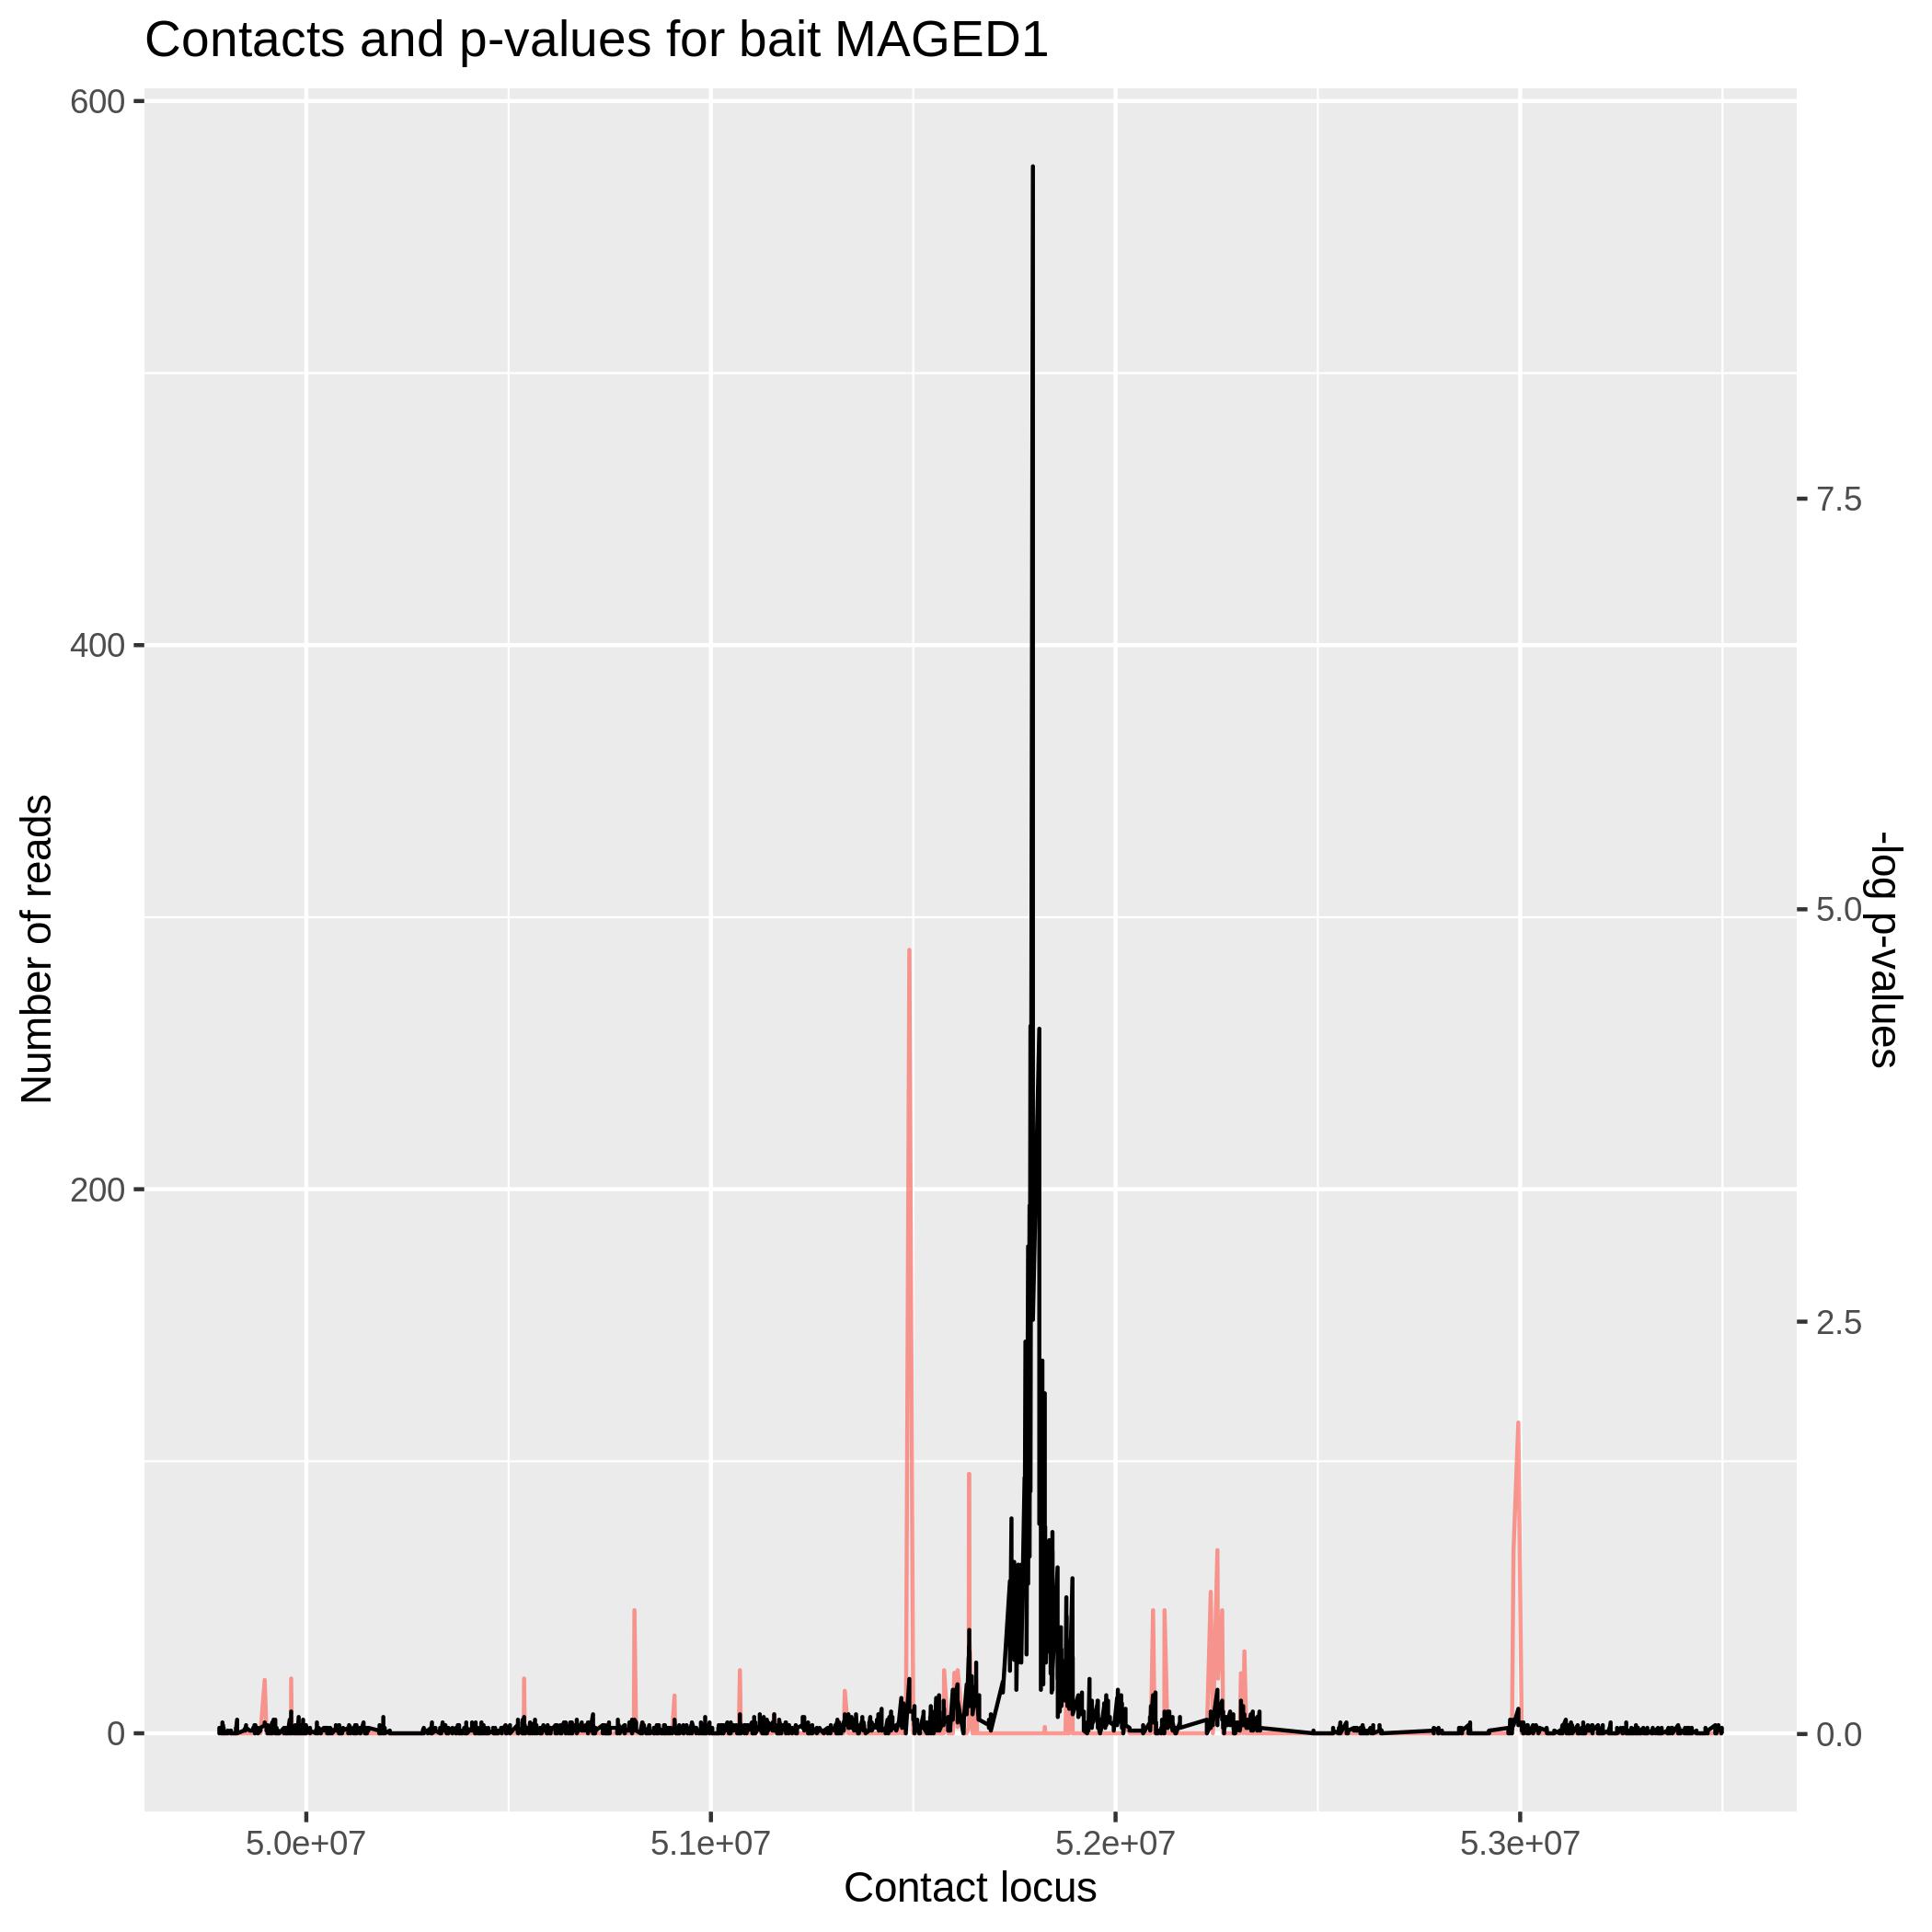 Contacts and p-values for bait MAGED1
600
400
200
0
Number of reads
7.5
5.0
2.5
0.0
-log p-values
5.0e+07
5.1e+07
5.2e+07
5.3e+07
Contact locus